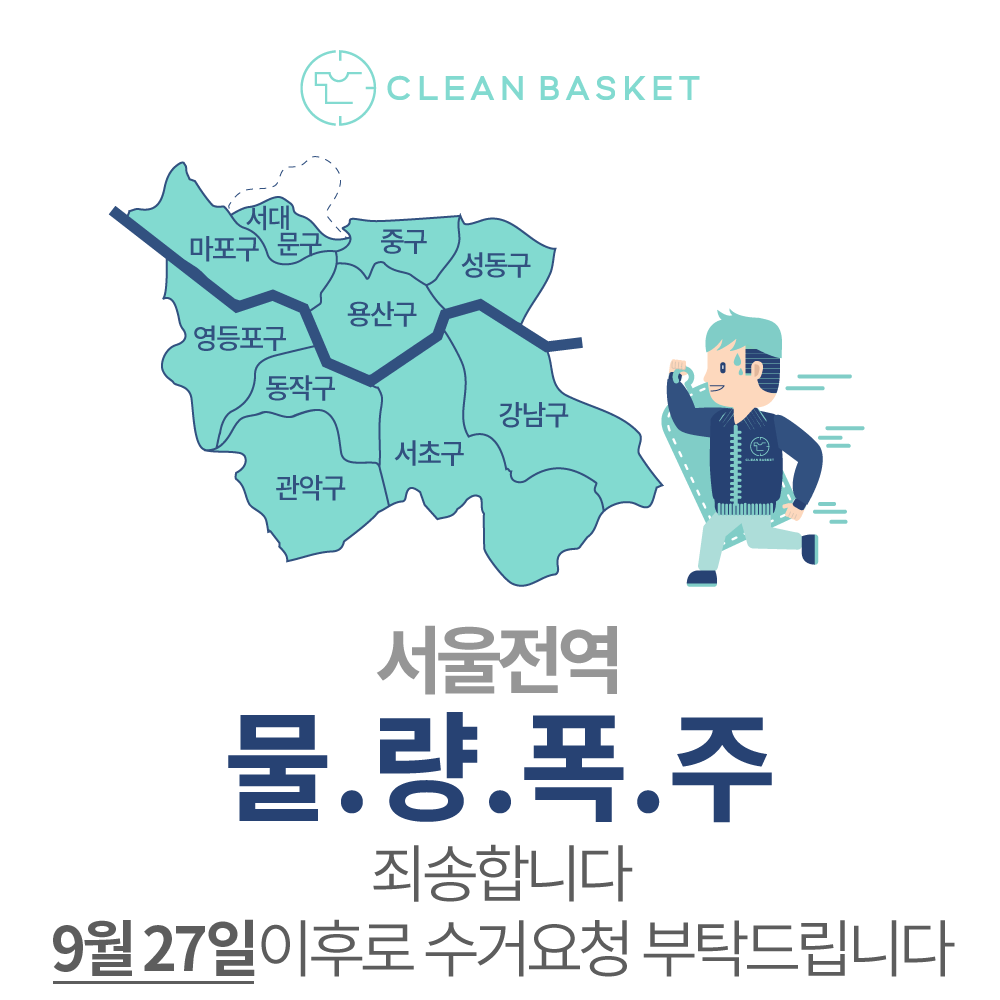 CLEAN BASKET
서대
문구
마포구
중구
성동구
용산구
영등포구
동작구
강남구
서초구
관악구
CLEAN BASKET
서울전역
물.량.폭.주
죄송합니다
9월 27일이후로 수거요청 부탁드립니다